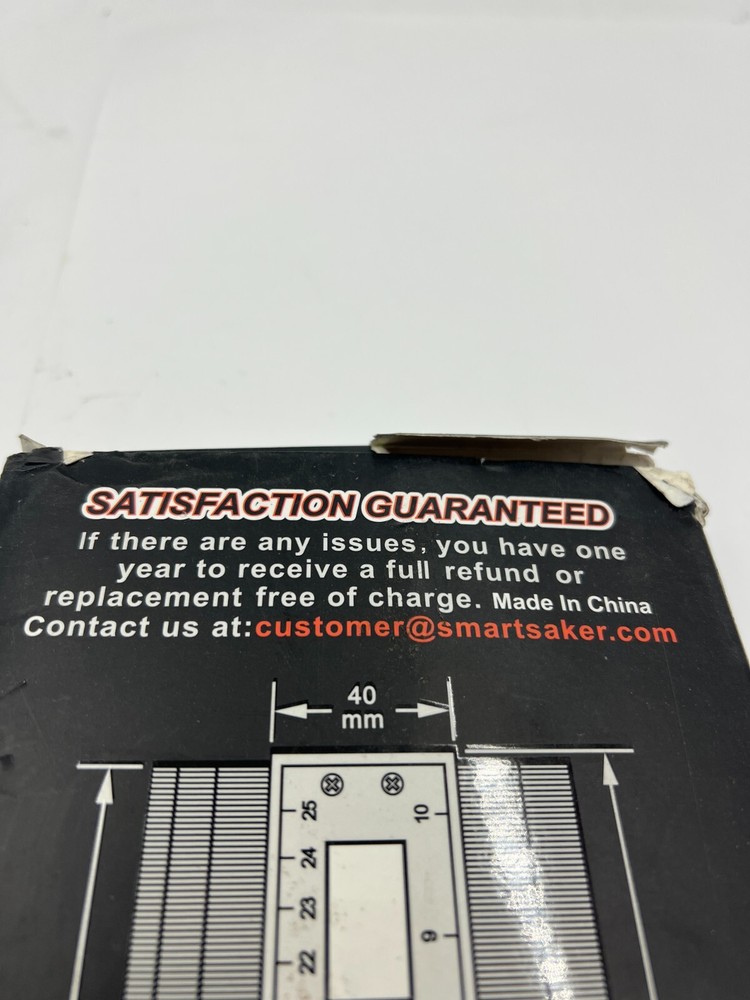 SATISFACTION GUARANTEED
If there are any issues, you have one
year to receive a full refund or
replacement free of charge. Made In China
Contact us at:customer@smartsaker.com
40
mm
25
10
24
23
9
22